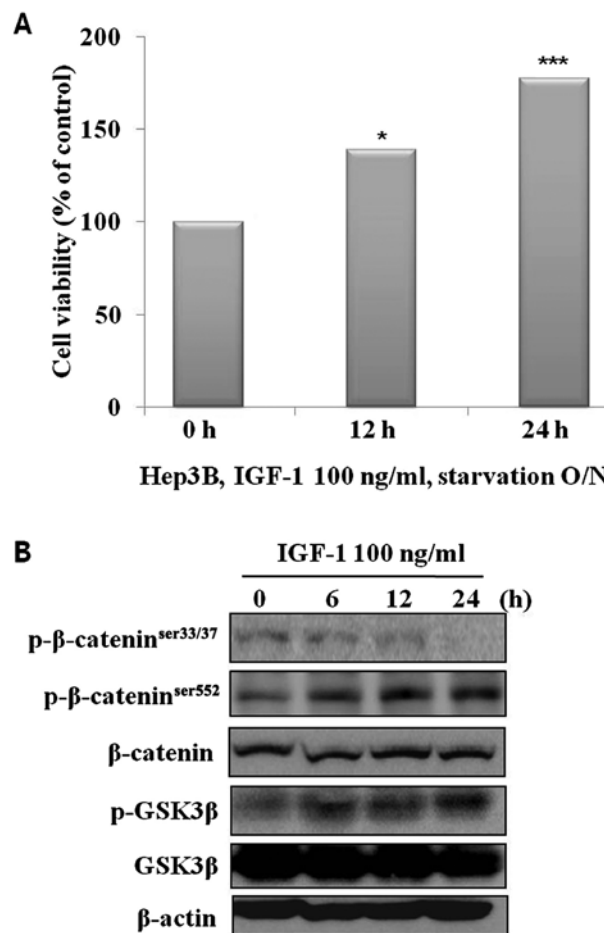 A
200
150
100
50
0
Cell viability (% of control)
*
***
0 h 12 h 24 h
Hep3B, IGF-1 100 ng/ml, starvation O/N
B
IGF-1 100 ng/ml
0 6 12 24 (h)
p-β-catenin^ser33/37
p-β-catenin^ser552
β-catenin
p-GSK3β
GSK3β
β-actin